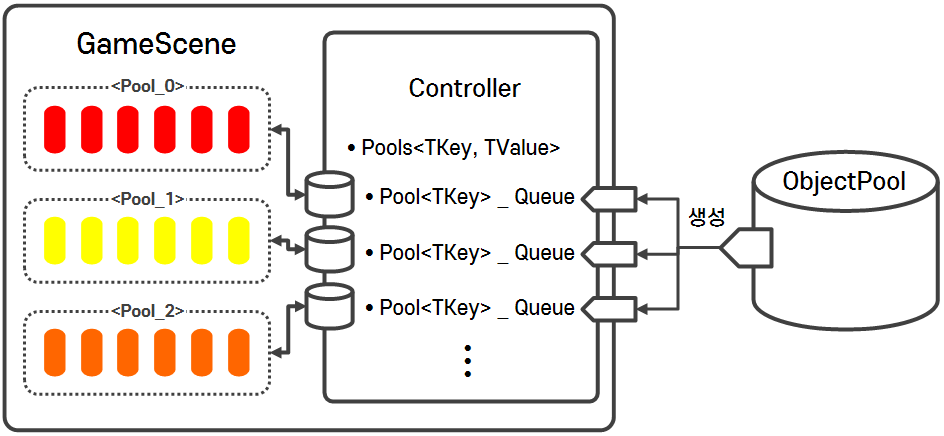 GameScene
<Pool_0>
<Pool_1>
<Pool_2>
Controller
• Pools<TKey, TValue>
• Pool<TKey> _ Queue
• Pool<TKey> _ Queue
• Pool<TKey> _ Queue
생성
ObjectPool